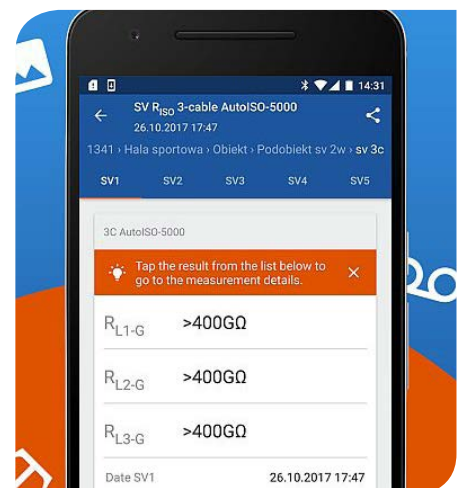 14:31
SV RISO 3-cable AutoISO-5000
26.10.2017 17:47
1341 › Hala sportowa › Obiekt › Podobiekt sv 2w › sv 3c
SV1 SV2 SV3 SV4 SV5
3C AutoISO-5000
Tap the result from the list below to
go to the measurement details.
RL1-G >400GΩ
RL2-G >400GΩ
RL3-G >400GΩ
Date SV1 26.10.2017 17:47